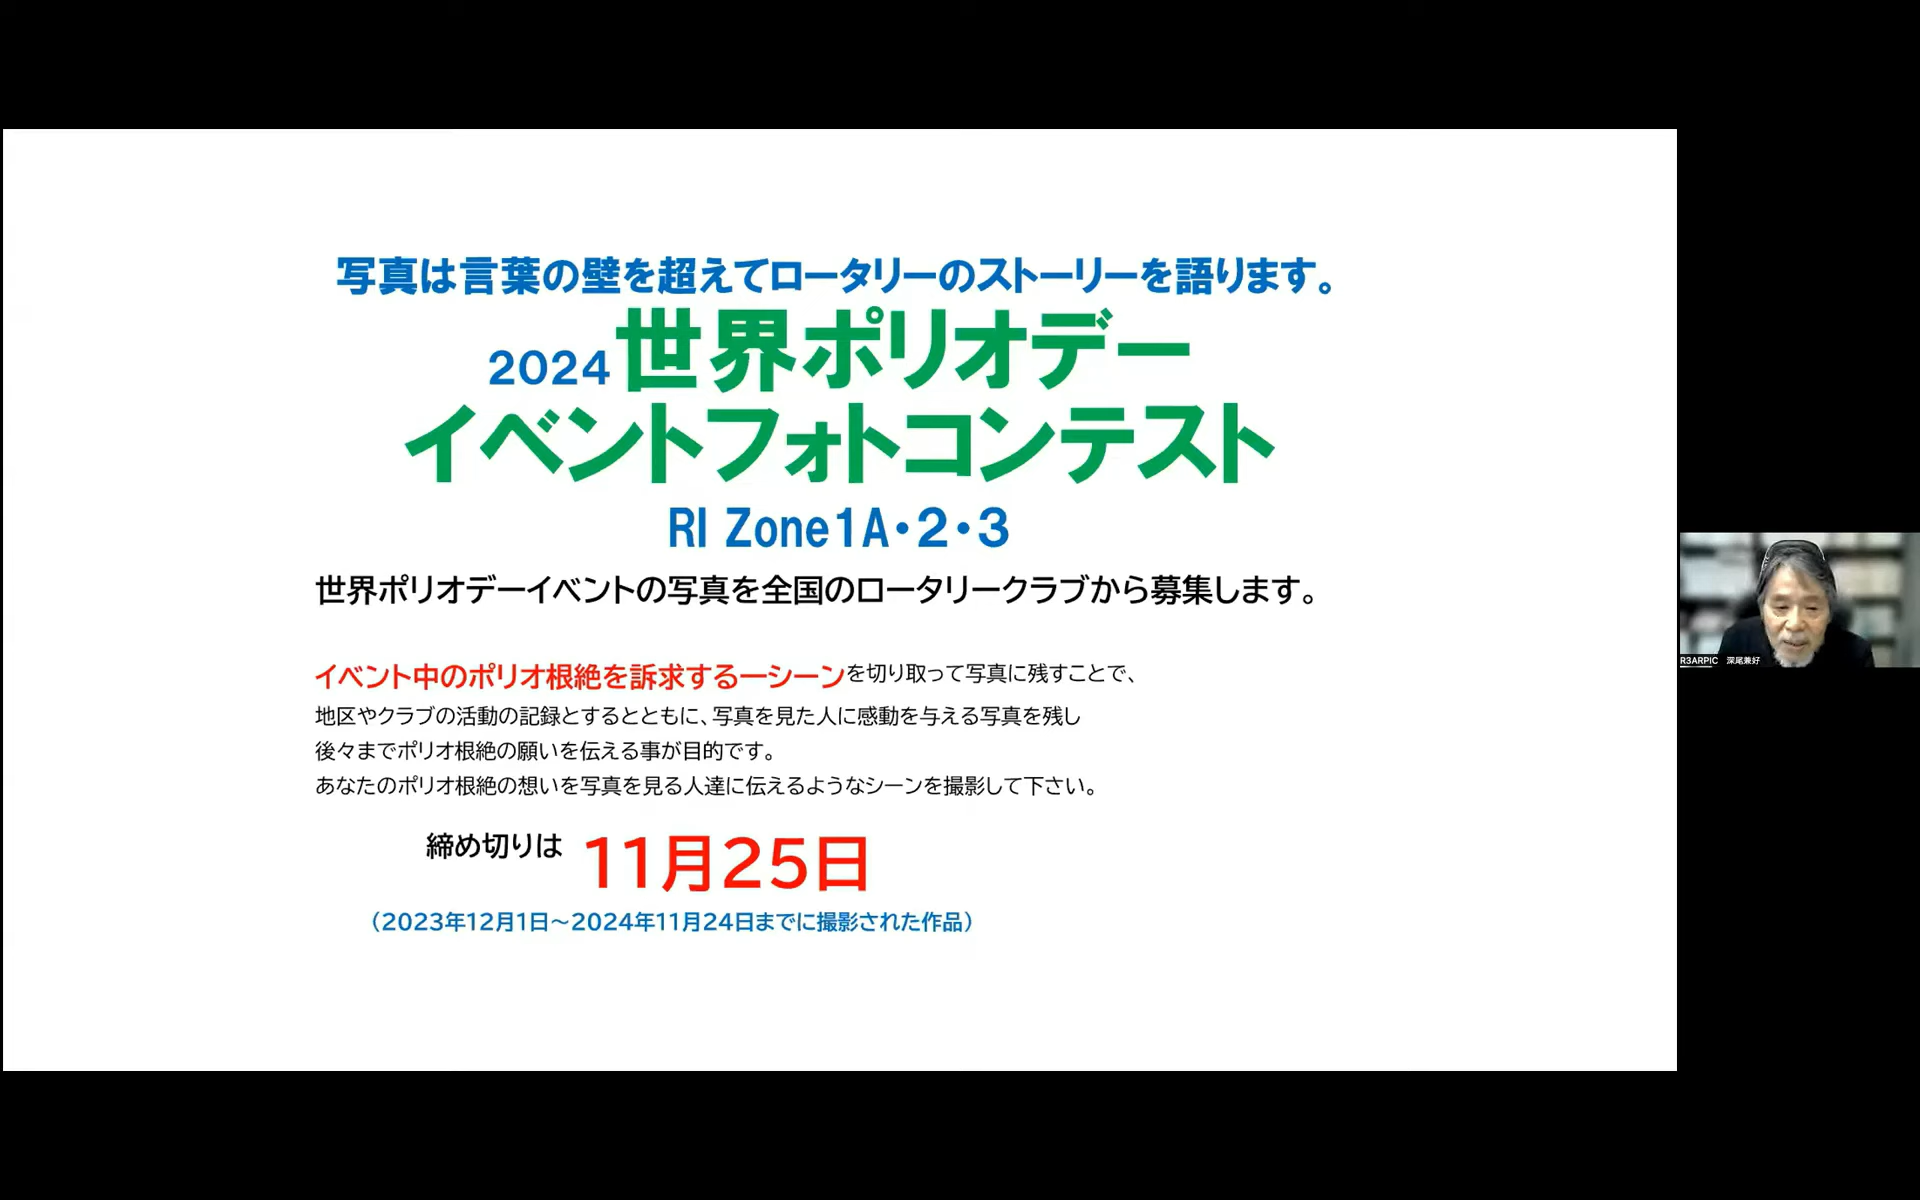 写真は言葉の壁を超えてロータリーのストーリーを語ります。
2024世界ポリオデー
イベントフォトコンテスト
RI Zone1A・2・3
世界ポリオデーイベントの写真を全国のロータリークラブから募集します。
イベント中のポリオ根絶を訴求する一シーンを切り取って写真に残すことで、
地区やクラブの活動の記録とするとともに、写真を見た人に感動を与える写真を残し
後々までポリオ根絶の願いを伝える事が目的です。
あなたのポリオ根絶の想いを写真を見る人達に伝えるようなシーンを撮影して下さい。
締め切りは 11月25日
（2023年12月1日～2024年11月24日までに撮影された作品）
R3ARPIC 深尾兼好